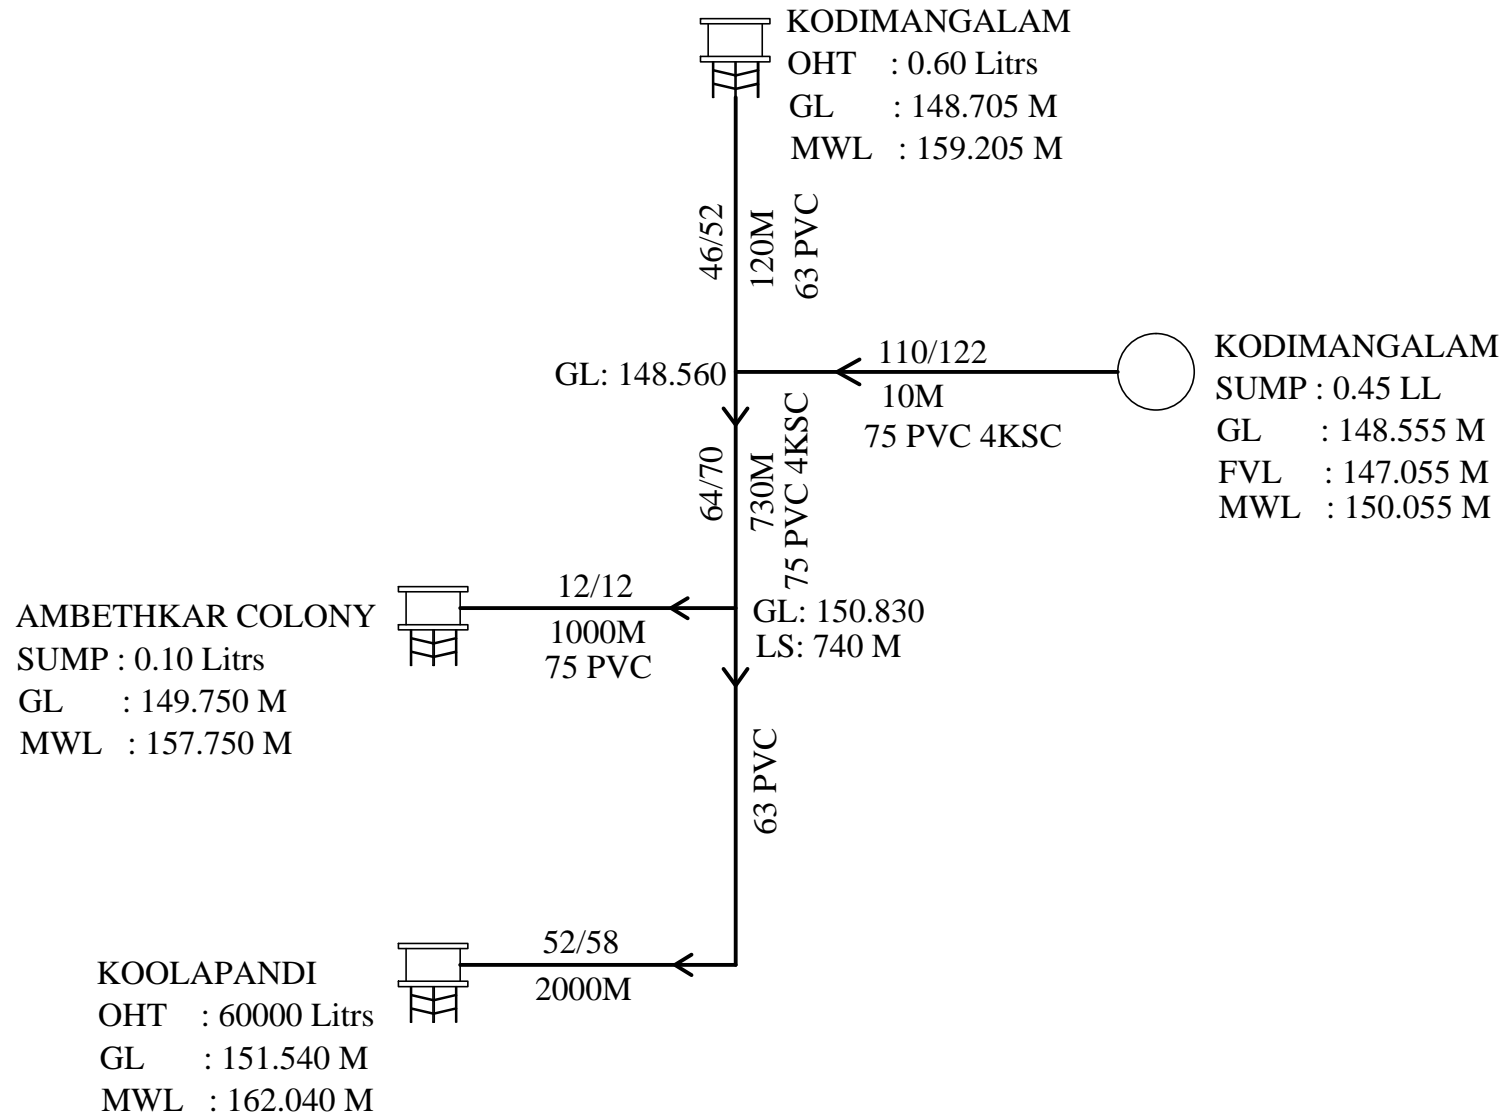 KODIMANGALAM
OHT : 0.60 Litrs
GL : 148.705 M
MWL : 159.205 M
46/52
120M
63 PVC
GL: 148.560
110/122
10M
75 PVC 4KSC
KODIMANGALAM
SUMP : 0.45 LL
GL : 148.555 M
FVL : 147.055 M
MWL : 150.055 M
64/70
730M
75 PVC 4KSC
12/12
1000M
75 PVC
GL: 150.830
LS: 740 M
AMBETHKAR COLONY
SUMP : 0.10 Litrs
GL : 149.750 M
MWL : 157.750 M
63 PVC
52/58
2000M
KOOLAPANDI
OHT : 60000 Litrs
GL : 151.540 M
MWL : 162.040 M